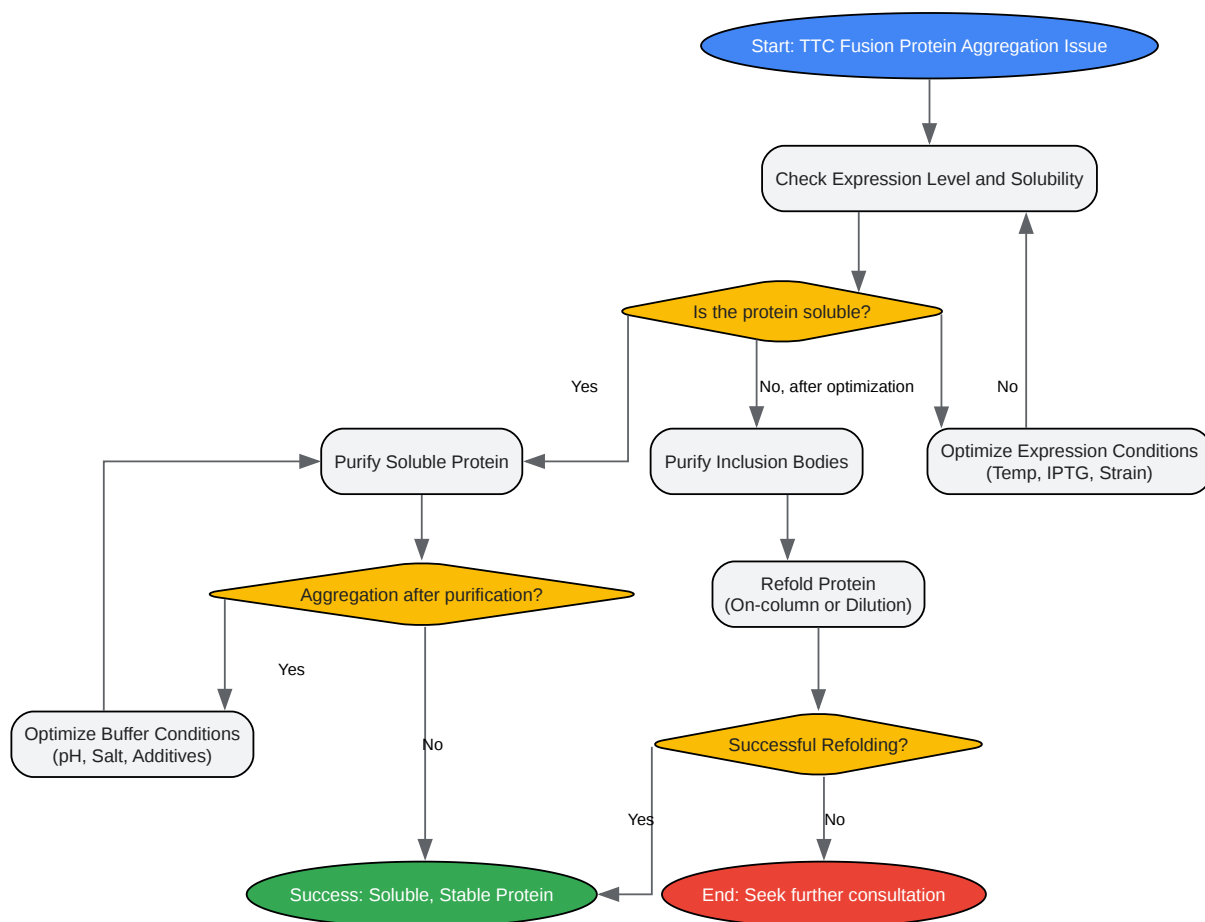 Start: TTC Fusion Protein Aggregation Issue
Check Expression Level and Solubility
Is the protein soluble?
Yes
No, after optimization
No
Purify Soluble Protein
Purify Inclusion Bodies
Optimize Expression Conditions
(Temp, IPTG, Strain)
Aggregation after purification?
Refold Protein
(On-column or Dilution)
Yes
Optimize Buffer Conditions
(pH, Salt, Additives)
No
Successful Refolding?
Yes
No
Success: Soluble, Stable Protein
End: Seek further consultation